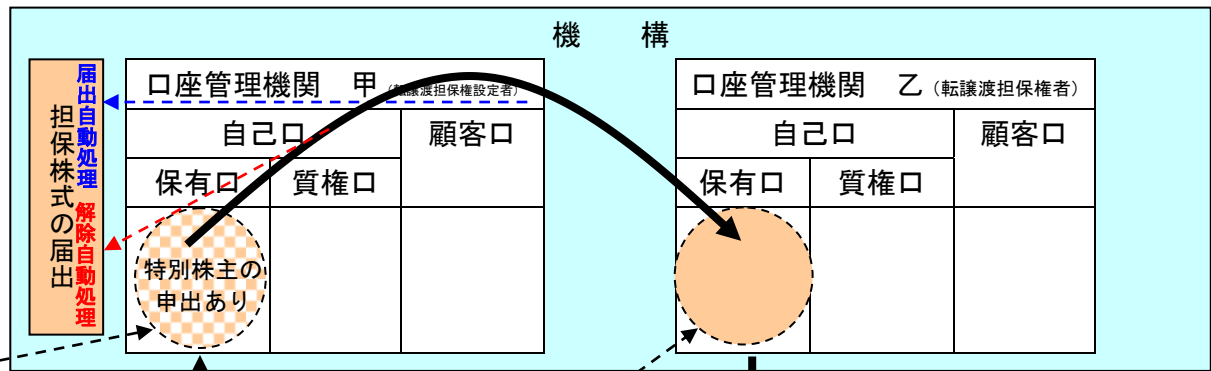 機　構
担保株式の届出
届出自動処理
解除自動処理
口座管理機関　甲（転譲渡担保権設定者）
自己口
顧客口
保有口
質権口
特別株主の
申出あり
口座管理機関　乙（転譲渡担保権者）
自己口
顧客口
保有口
質権口